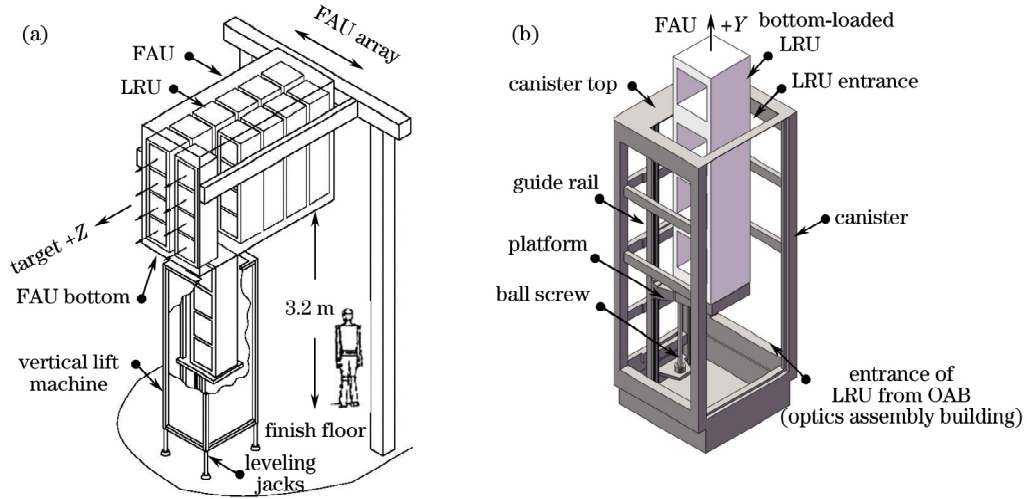 (a)
FAU array
FAU
LRU
target +Z
FAU bottom
3.2 m
vertical lift
machine
finish floor
leveling
jacks
(b)
FAU
+Y
bottom-loaded
LRU
canister top
LRU entrance
guide rail
canister
platform
ball screw
entrance of
LRU from OAB
(optics assembly building)